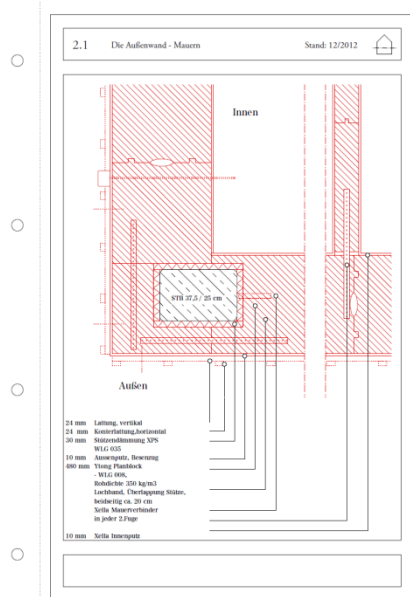 2.1 Die Außenwand - Mauern Stand: 12/2012
Innen
STB 37,5 / 25 cm
Außen
24 mm Lattung, vertikal
24 mm Konterlattung,horizontal
30 mm Stützendämmung XPS
WLG 035
10 mm Aussenputz, Besenzug
480 mm Ytong Planblock
- WLG 008,
Rohdichte 350 kg/m3
Lochband, Überlappung Stütze,
beidseitig ca. 20 cm
Xella Mauerverbinder
in jeder 2.Fuge
10 mm Xella Innenputz